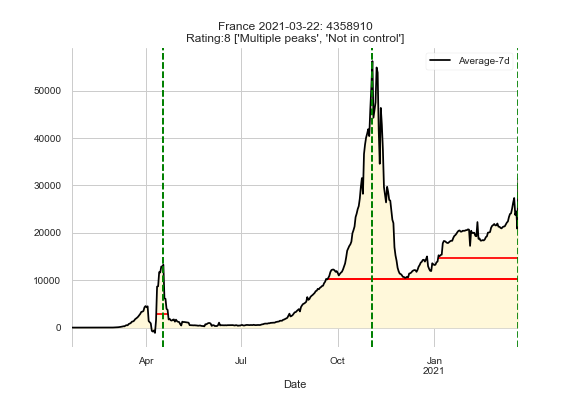 France 2021-03-22: 4358910
Rating:8 ['Multiple peaks', 'Not in control']
Average-7d
50000
40000
30000
20000
10000
0
Apr Jul Oct Jan
2021
Date